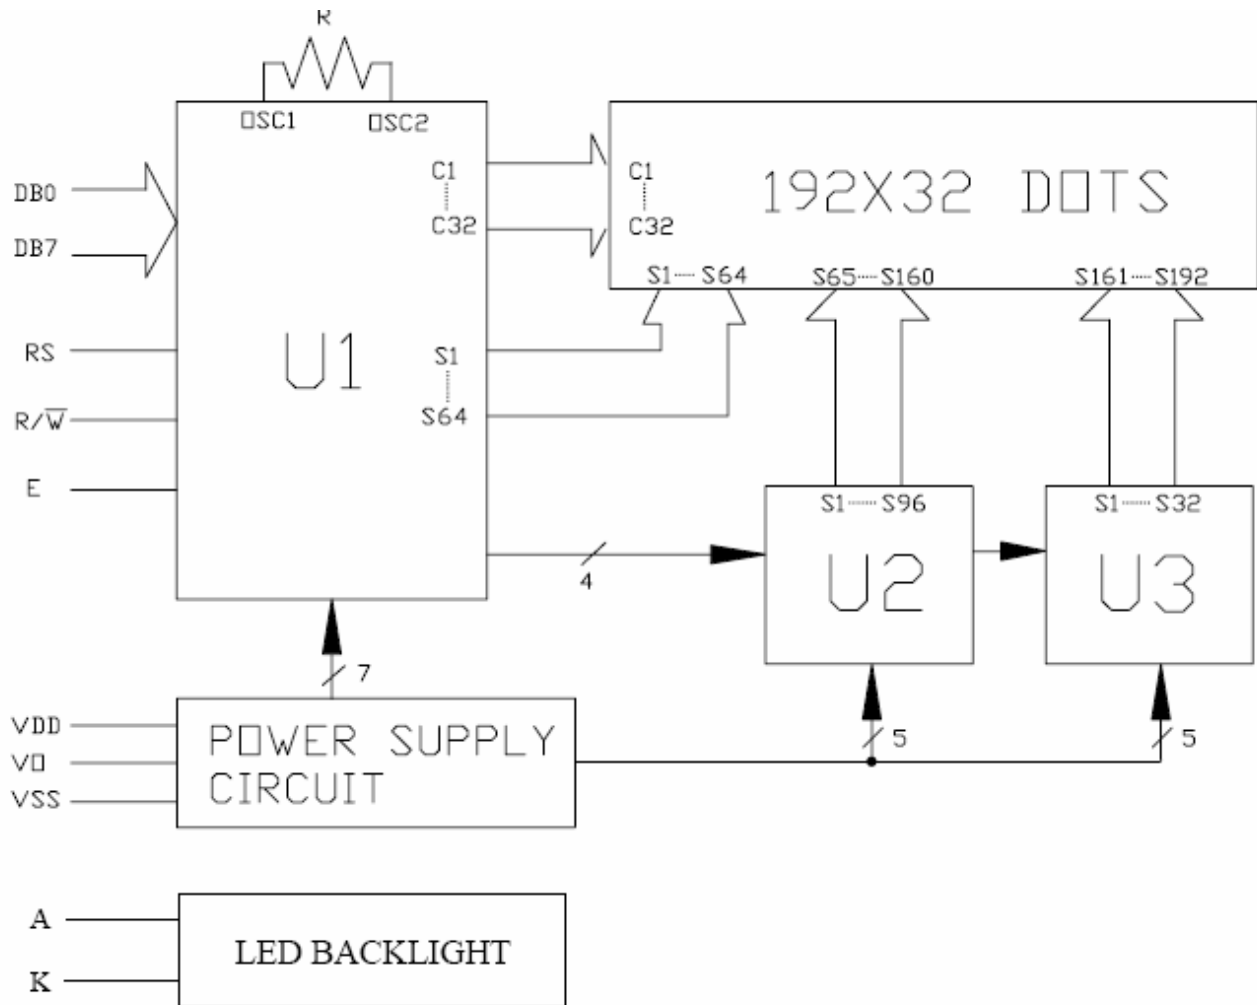 R
OSC1 OSC2
DB0
DB7
C1
C32
C1
C32
192X32 DOTS
S1 S64
S65 S160
S161 S192
RS
U1
S1
S64
R/W̅
E
4
S1 S96
U2
S1 S32
U3
7
5
5
VDD
VO
VSS
POWER SUPPLY
CIRCUIT
A
K
LED BACKLIGHT